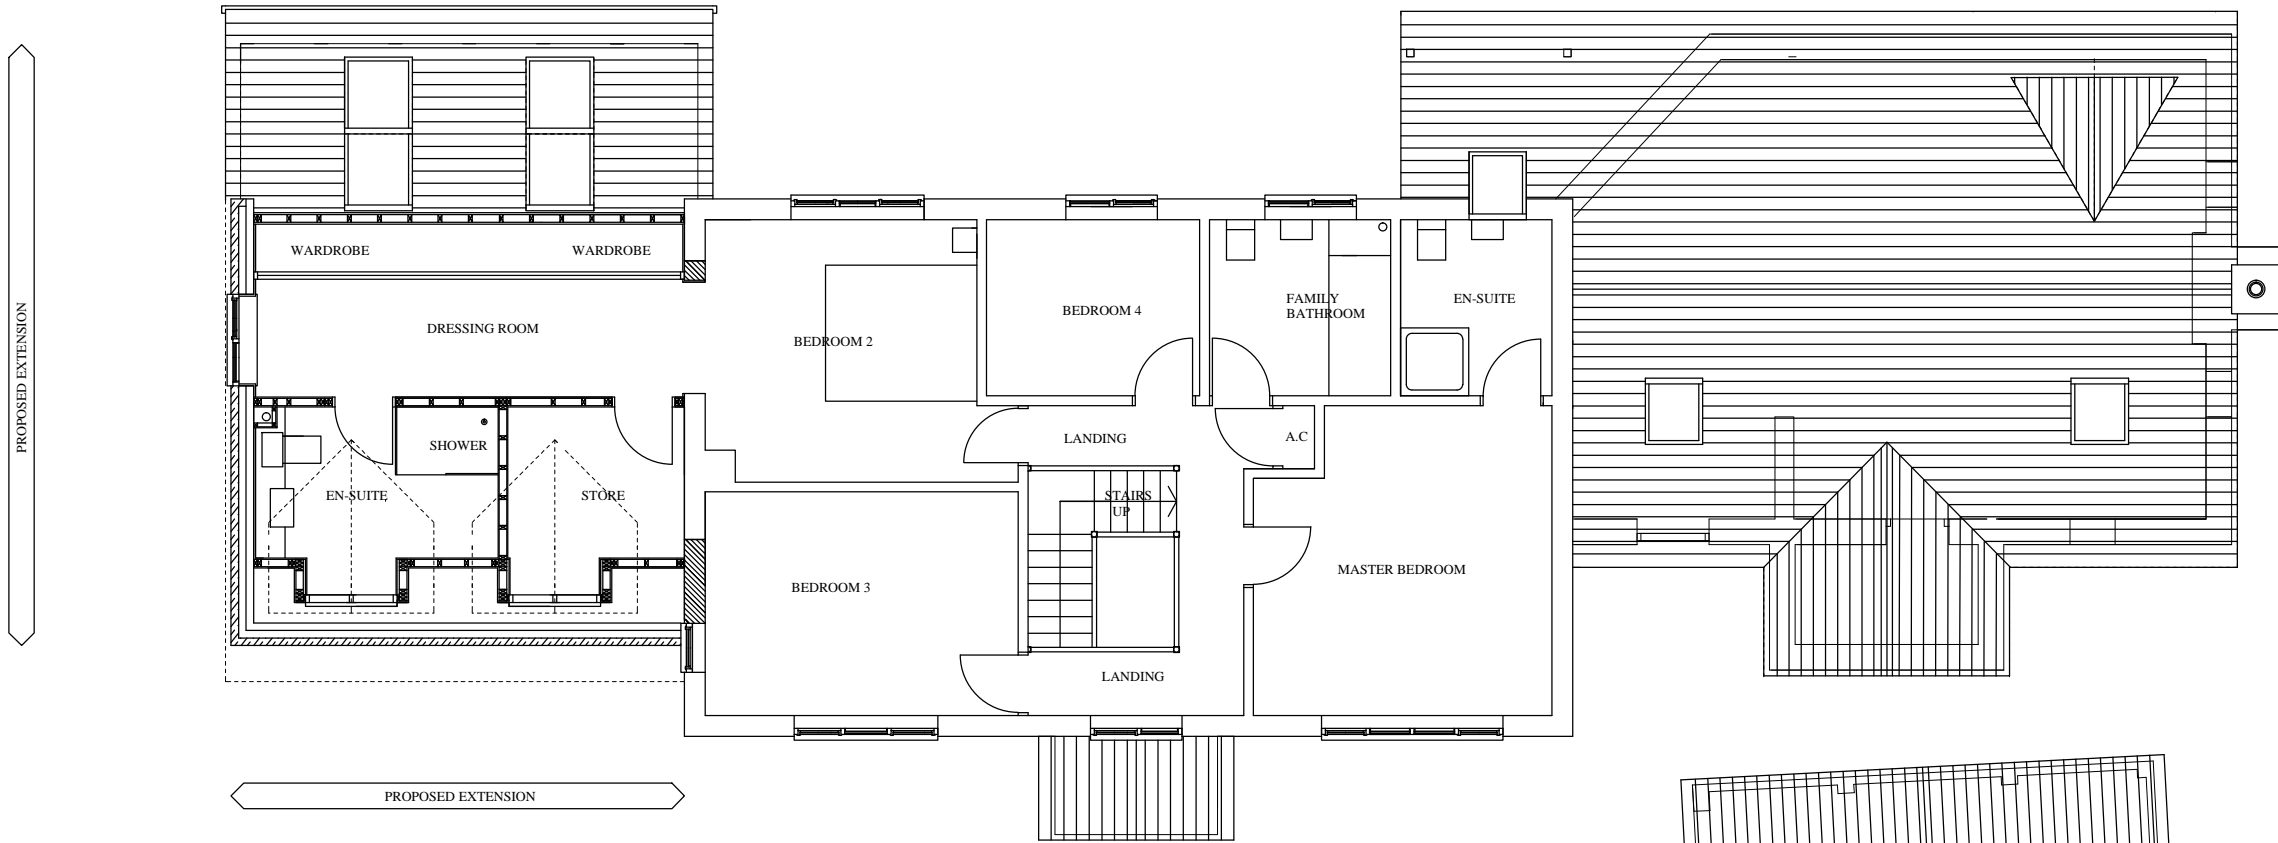 PROPOSED EXTENSION
WARDROBE
WARDROBE
DRESSING ROOM
BEDROOM 2
BEDROOM 4
FAMILY
BATHROOM
EN-SUITE
SHOWER
EN-SUITE
STORE
LANDING
A.C
STAIRS
UP
BEDROOM 3
MASTER BEDROOM
LANDING
PROPOSED EXTENSION